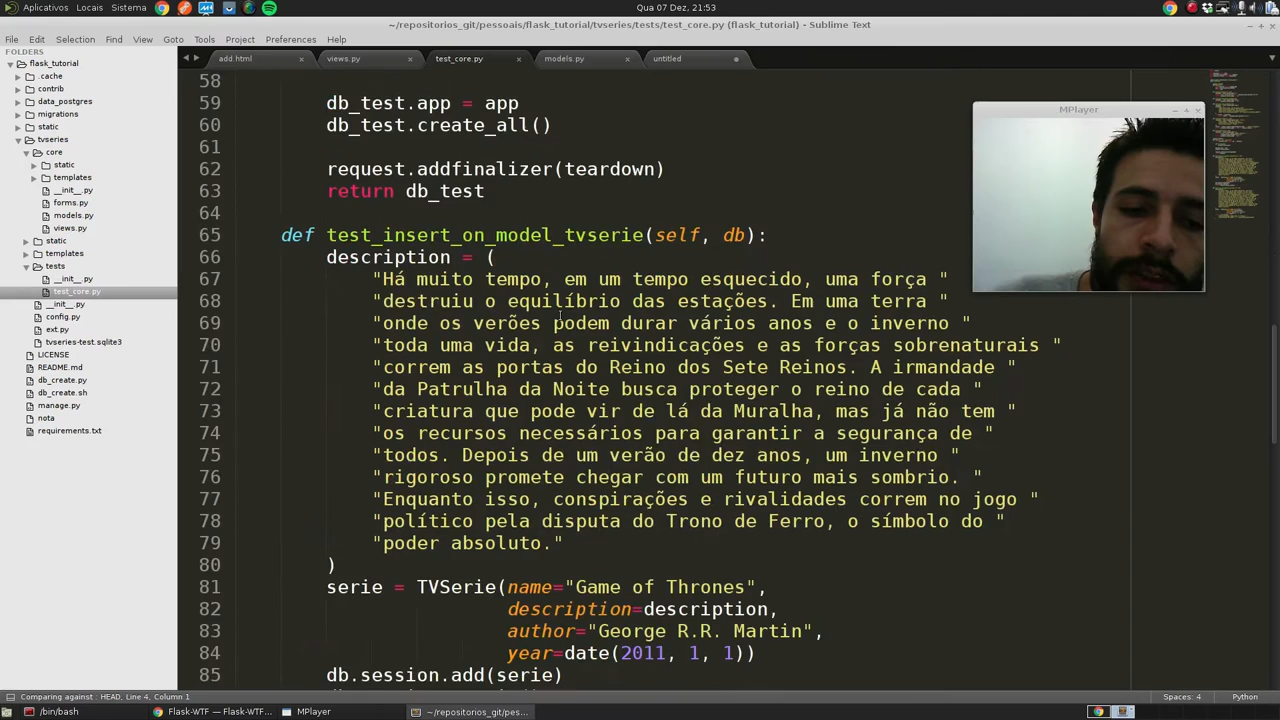 Aplicativos Locais Sistema Qua 07 Dez, 21:53
~/repositorios_git/pessoais/flask_tutorial/tvseries/tests/test_core.py (flask_tutorial) - Sublime Text
File Edit Selection Find View Goto Tools Project Preferences Help
FOLDERS
flask_tutorial
.cache
contrib
data_postgres
migrations
static
tvseries
core
static
templates
__init__.py
forms.py
models.py
views.py
static
templates
tests
__init__.py
test_core.py
__init__.py
config.py
ext.py
tvseries-test.sqlite3
LICENSE
README.md
db_create.py
db_create.sh
manage.py
nota
requirements.txt
add.html views.py test_core.py models.py untitled
58
59 db_test.app = app
60 db_test.create_all()
61
62 request.addfinalizer(teardown)
63 return db_test
64
65 def test_insert_on_model_tvserie(self, db):
66 description = (
67 "Há muito tempo, em um tempo esquecido, uma força "
68 "destruiu o equilíbrio das estações. Em uma terra "
69 "onde os verões podem durar vários anos e o inverno "
70 "toda uma vida, as reivindicações e as forças sobrenaturais "
71 "correm as portas do Reino dos Sete Reinos. A irmandade "
72 "da Patrulha da Noite busca proteger o reino de cada "
73 "criatura que pode vir de lá da Muralha, mas já não tem "
74 "os recursos necessários para garantir a segurança de "
75 "todos. Depois de um verão de dez anos, um inverno "
76 "rigoroso promete chegar com um futuro mais sombrio. "
77 "Enquanto isso, conspirações e rivalidades correm no jogo "
78 "político pela disputa do Trono de Ferro, o símbolo do "
79 "poder absoluto."
80 )
81 serie = TVSerie(name="Game of Thrones",
82 description=description,
83 author="George R.R. Martin",
84 year=date(2011, 1, 1))
85 db.session.add(serie)
MPlayer
Comparing against : HEAD, Line 4, Column 1 Spaces: 4 Python
/bin/bash Flask-WTF — Flask-WTF... MPlayer ~/repositorios_git/pes...